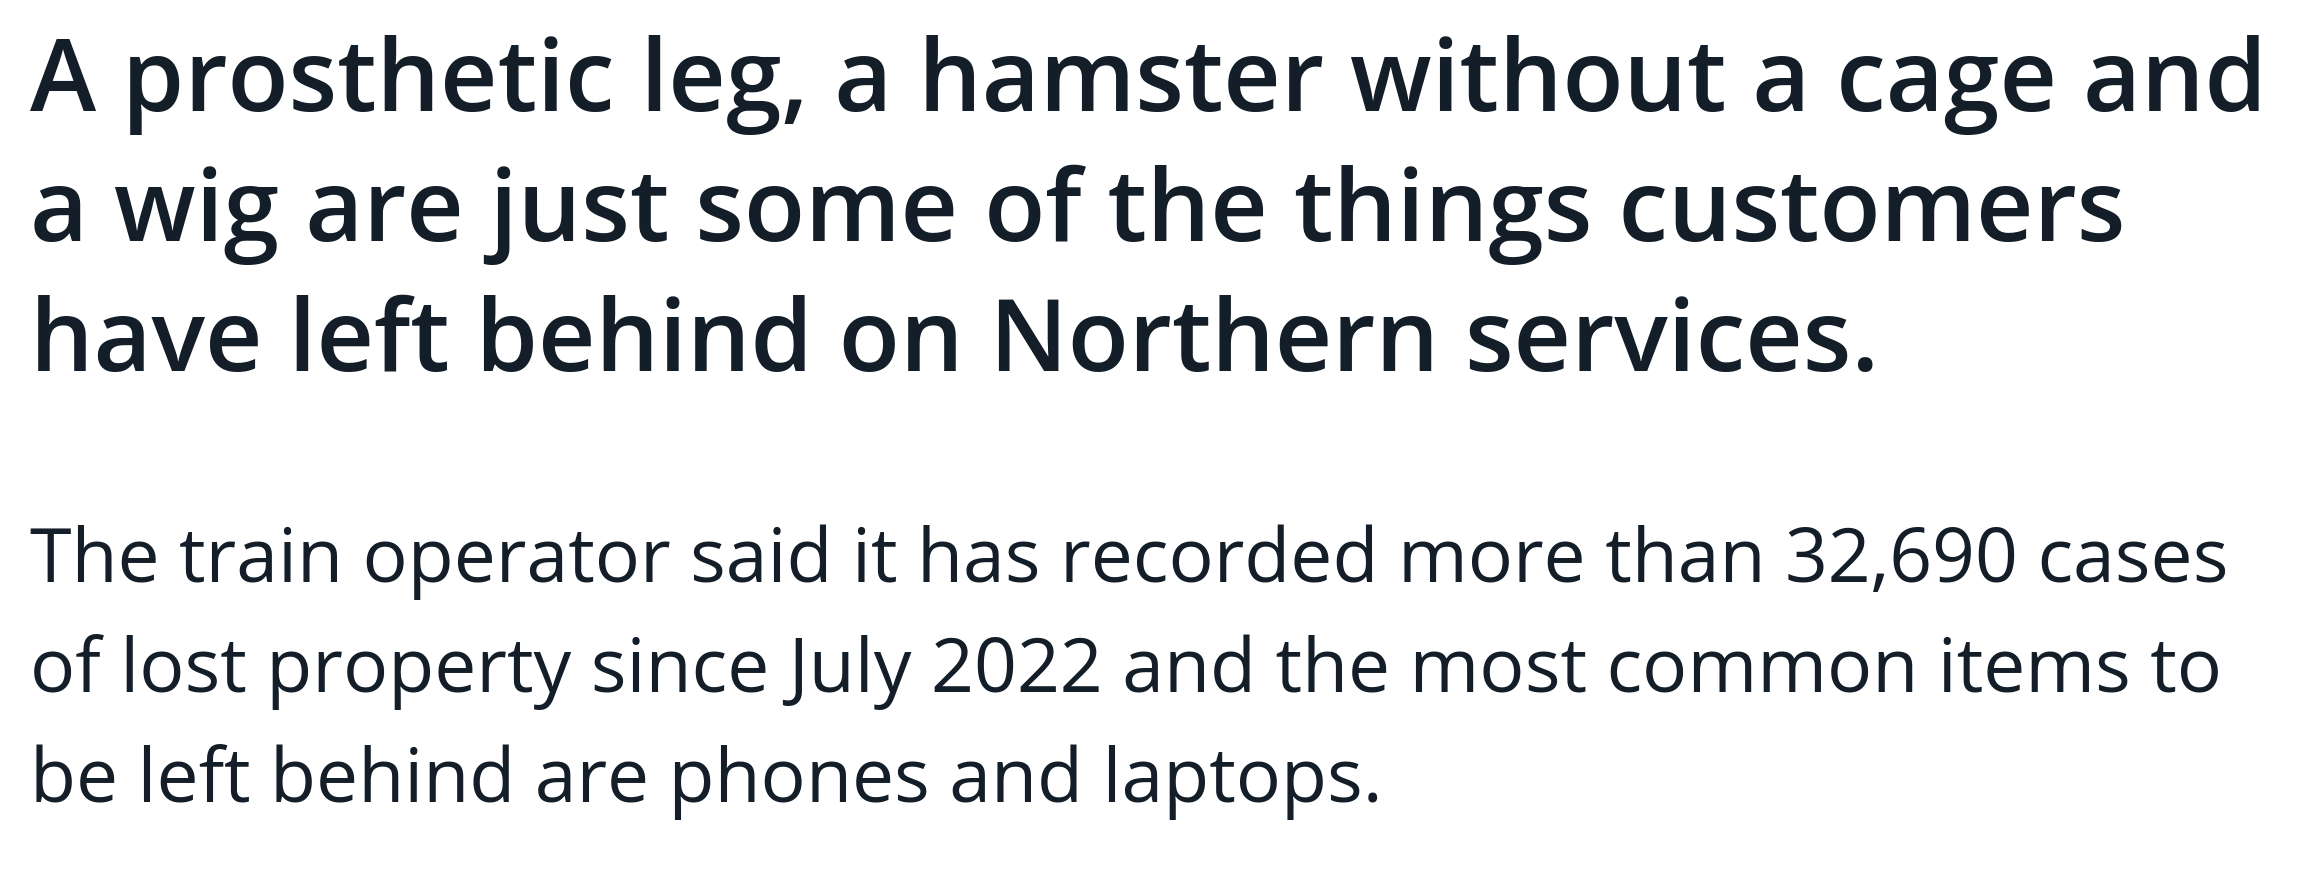 A prosthetic leg, a hamster without a cage and
a wig are just some of the things customers
have left behind on Northern services.
The train operator said it has recorded more than 32,690 cases
of lost property since July 2022 and the most common items to
be left behind are phones and laptops.